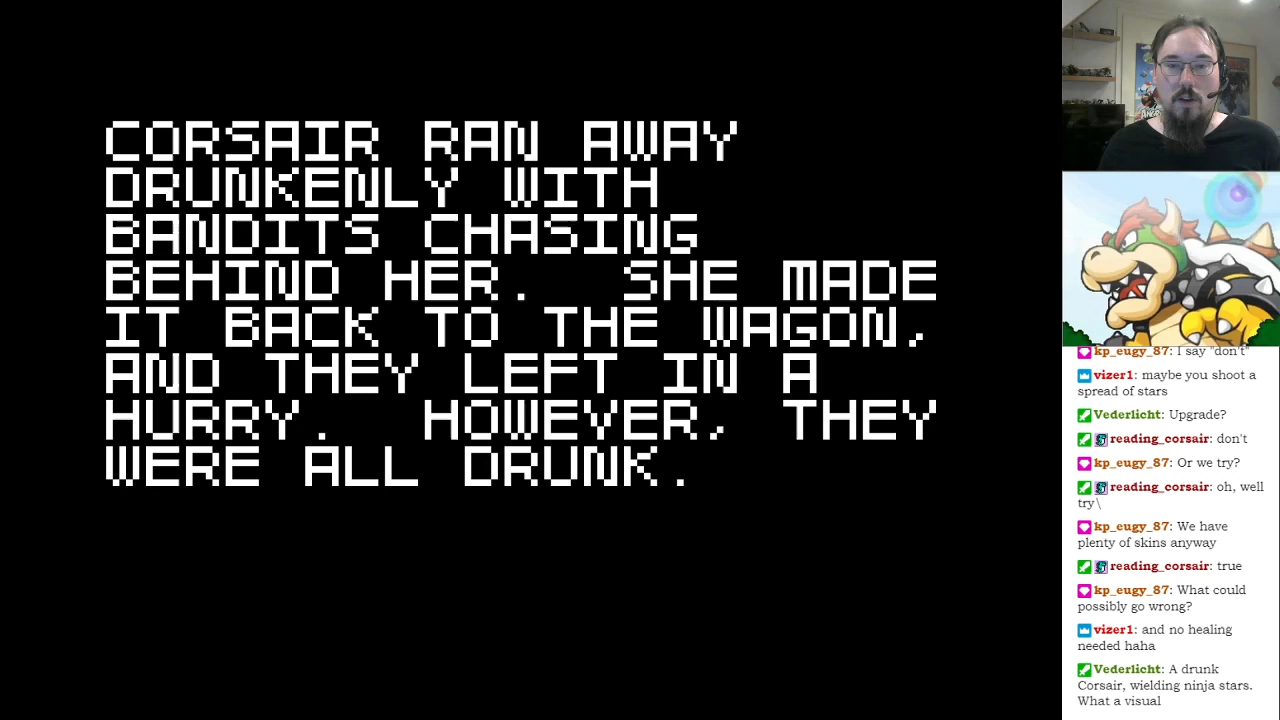 CORSAIR RAN AWAY
DRUNKENLY WITH
BANDITS CHASING
BEHIND HER.  SHE MADE
IT BACK TO THE WAGON,
AND THEY LEFT IN A
HURRY.  HOWEVER, THEY
WERE ALL DRUNK.
kp_eugy_87: I say "don't"
vizer1: maybe you shoot a
spread of stars
Vederlicht: Upgrade?
reading_corsair: don't
kp_eugy_87: Or we try?
reading_corsair: oh, well
try\
kp_eugy_87: We have
plenty of skins anyway
reading_corsair: true
kp_eugy_87: What could
possibly go wrong?
vizer1: and no healing
needed haha
Vederlicht: A drunk
Corsair, wielding ninja stars.
What a visual